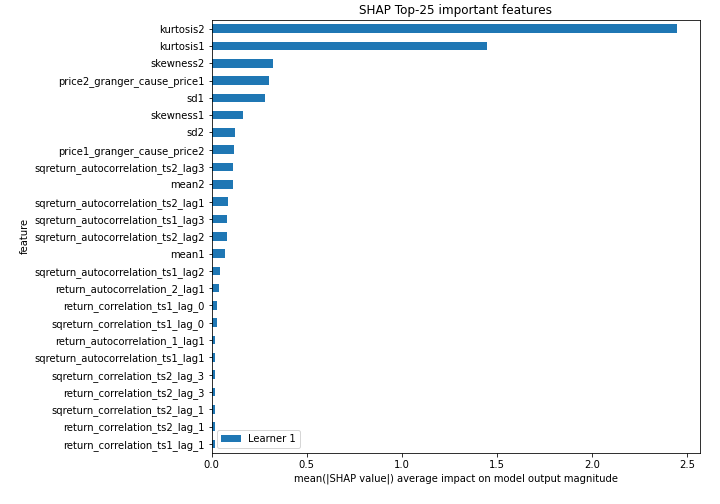 SHAP Top-25 important features
kurtosis2
kurtosis1
skewness2
price2_granger_cause_price1
sd1
skewness1
sd2
price1_granger_cause_price2
sqreturn_autocorrelation_ts2_lag3
mean2
sqreturn_autocorrelation_ts2_lag1
sqreturn_autocorrelation_ts1_lag3
sqreturn_autocorrelation_ts2_lag2
mean1
sqreturn_autocorrelation_ts1_lag2
return_autocorrelation_2_lag1
return_correlation_ts1_lag_0
sqreturn_correlation_ts1_lag_0
return_autocorrelation_1_lag1
sqreturn_autocorrelation_ts1_lag1
sqreturn_correlation_ts2_lag_3
return_correlation_ts2_lag_3
sqreturn_correlation_ts2_lag_1
return_correlation_ts2_lag_1
return_correlation_ts1_lag_1
feature
Learner 1
0.0 0.5 1.0 1.5 2.0 2.5
mean(|SHAP value|) average impact on model output magnitude